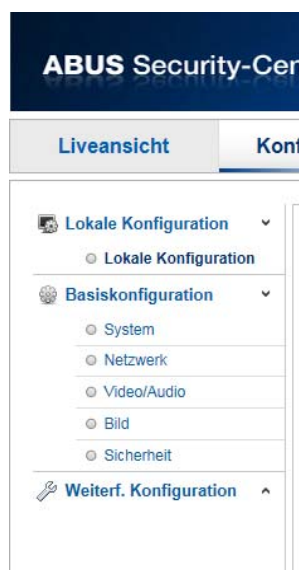 ABUS Security-Cen
Liveansicht Konf
Lokale Konfiguration
Lokale Konfiguration
Basiskonfiguration
System
Netzwerk
Video/Audio
Bild
Sicherheit
Weiterf. Konfiguration